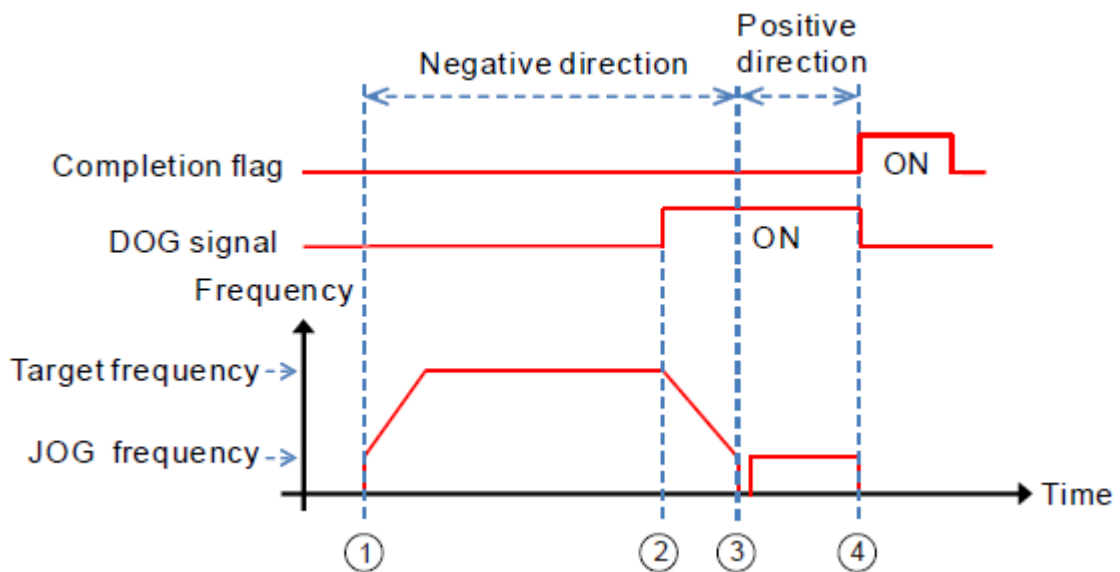 Positive
Negative direction
direction
Completion flag
ON
DOG signal
ON
Frequency
Target frequency
JOG frequency
Time
1
2
3
4